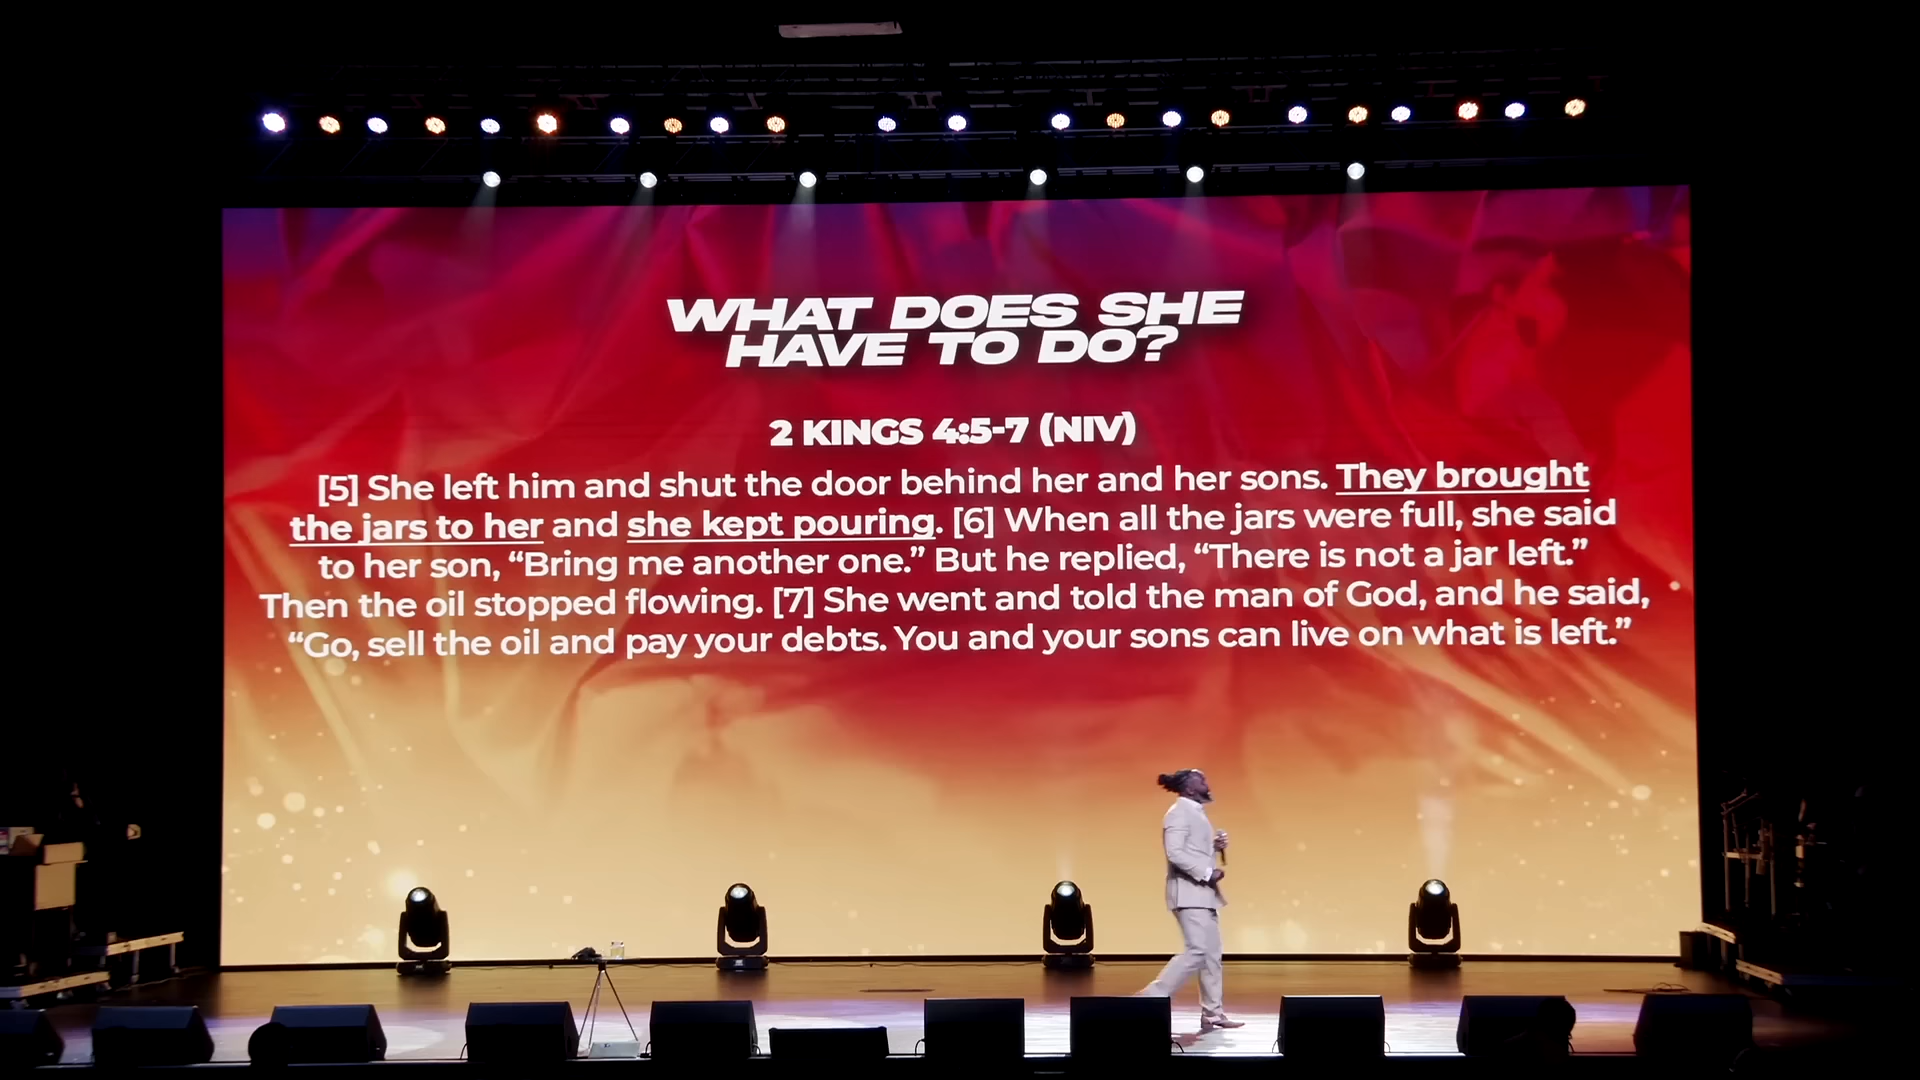 WHAT DOES SHE
HAVE TO DO?
2 KINGS 4:5-7 (NIV)
[5] She left him and shut the door behind her and her sons. They brought
the jars to her and she kept pouring. [6] When all the jars were full, she said
to her son, “Bring me another one.” But he replied, “There is not a jar left.”
Then the oil stopped flowing. [7] She went and told the man of God, and he said,
“Go, sell the oil and pay your debts. You and your sons can live on what is left.”